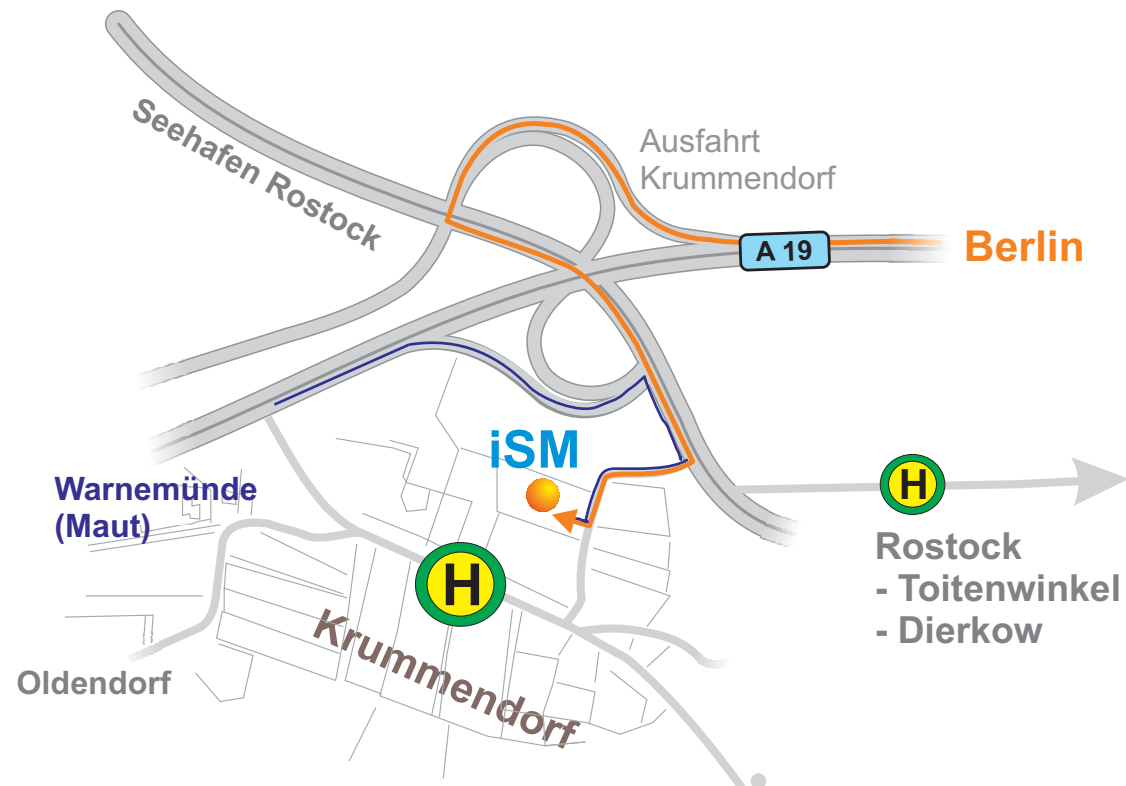 Seehafen Rostock
Ausfahrt
Krummendorf
A 19
Berlin
iSM
Warnemünde
(Maut)
H
H
Rostock
- Toitenwinkel
- Dierkow
Krummendorf
Oldendorf